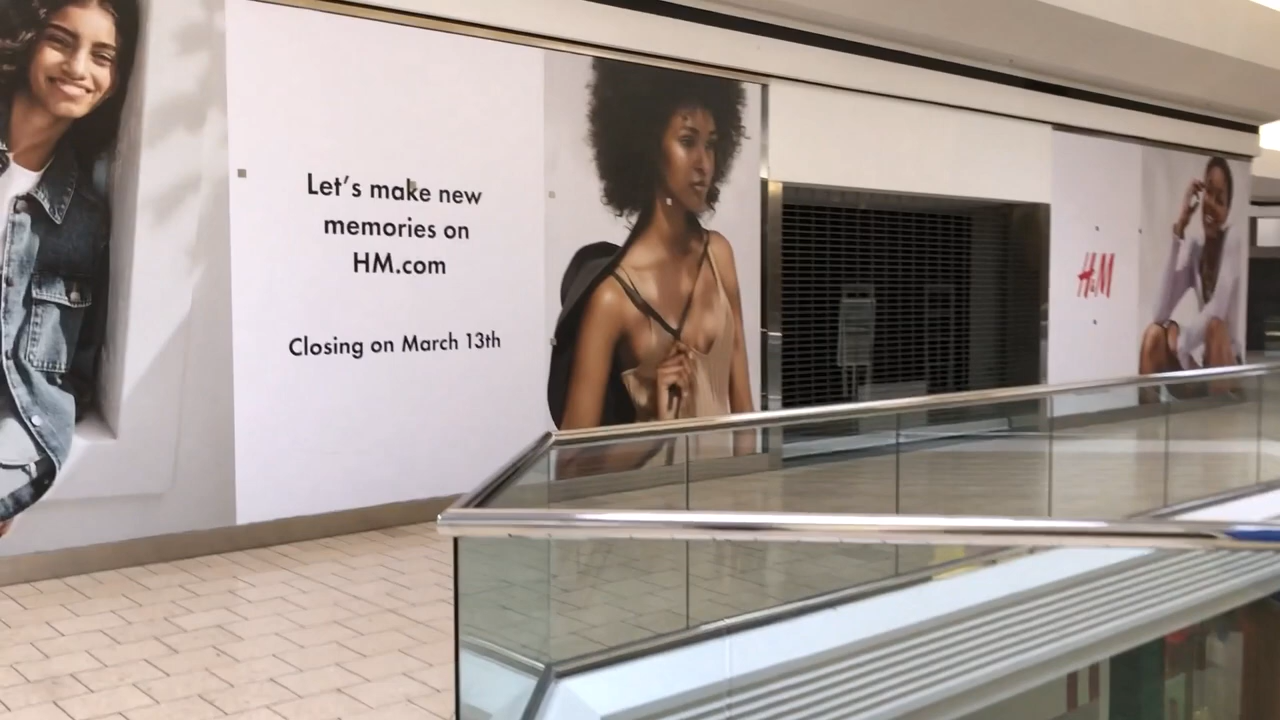 Let's make new
memories on
HM.com
Closing on March 13th
H&M